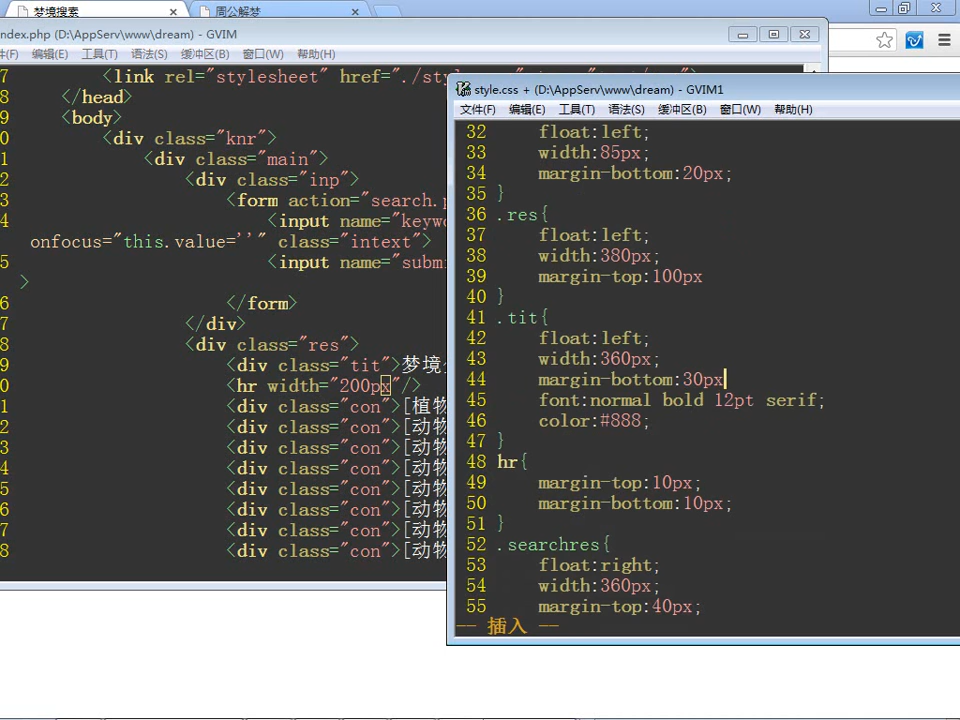 梦境搜索
周公解梦
ndex.php (D:\AppServ\www\dream) - GVIM
件(F) 编辑(E) 工具(T) 语法(S) 缓冲区(B) 窗口(W) 帮助(H)
7 <link rel="stylesheet" href="./sty
8 </head>
9 <body>
0 <div class="knr">
1 <div class="main">
2 <div class="inp">
3 <form action="search.p
4 <input name="keywo
onfocus="this.value=''" class="intext">
5 <input name="subm
>
6 </form>
7 </div>
8 <div class="res">
9 <div class="tit">梦境
0 <hr width="200px"/>
1 <div class="con">[植物
2 <div class="con">[动物
3 <div class="con">[动物
4 <div class="con">[动物
5 <div class="con">[动物
6 <div class="con">[动物
7 <div class="con">[动物
8 <div class="con">[动物
style.css + (D:\AppServ\www\dream) - GVIM1
文件(F) 编辑(E) 工具(T) 语法(S) 缓冲区(B) 窗口(W) 帮助(H)
32 float:left;
33 width:85px;
34 margin-bottom:20px;
35 }
36 .res{
37 float:left;
38 width:380px;
39 margin-top:100px
40 }
41 .tit{
42 float:left;
43 width:360px;
44 margin-bottom:30px
45 font:normal bold 12pt serif;
46 color:#888;
47 }
48 hr{
49 margin-top:10px;
50 margin-bottom:10px;
51 }
52 .searchres{
53 float:right;
54 width:360px;
55 margin-top:40px;
-- 插入 --